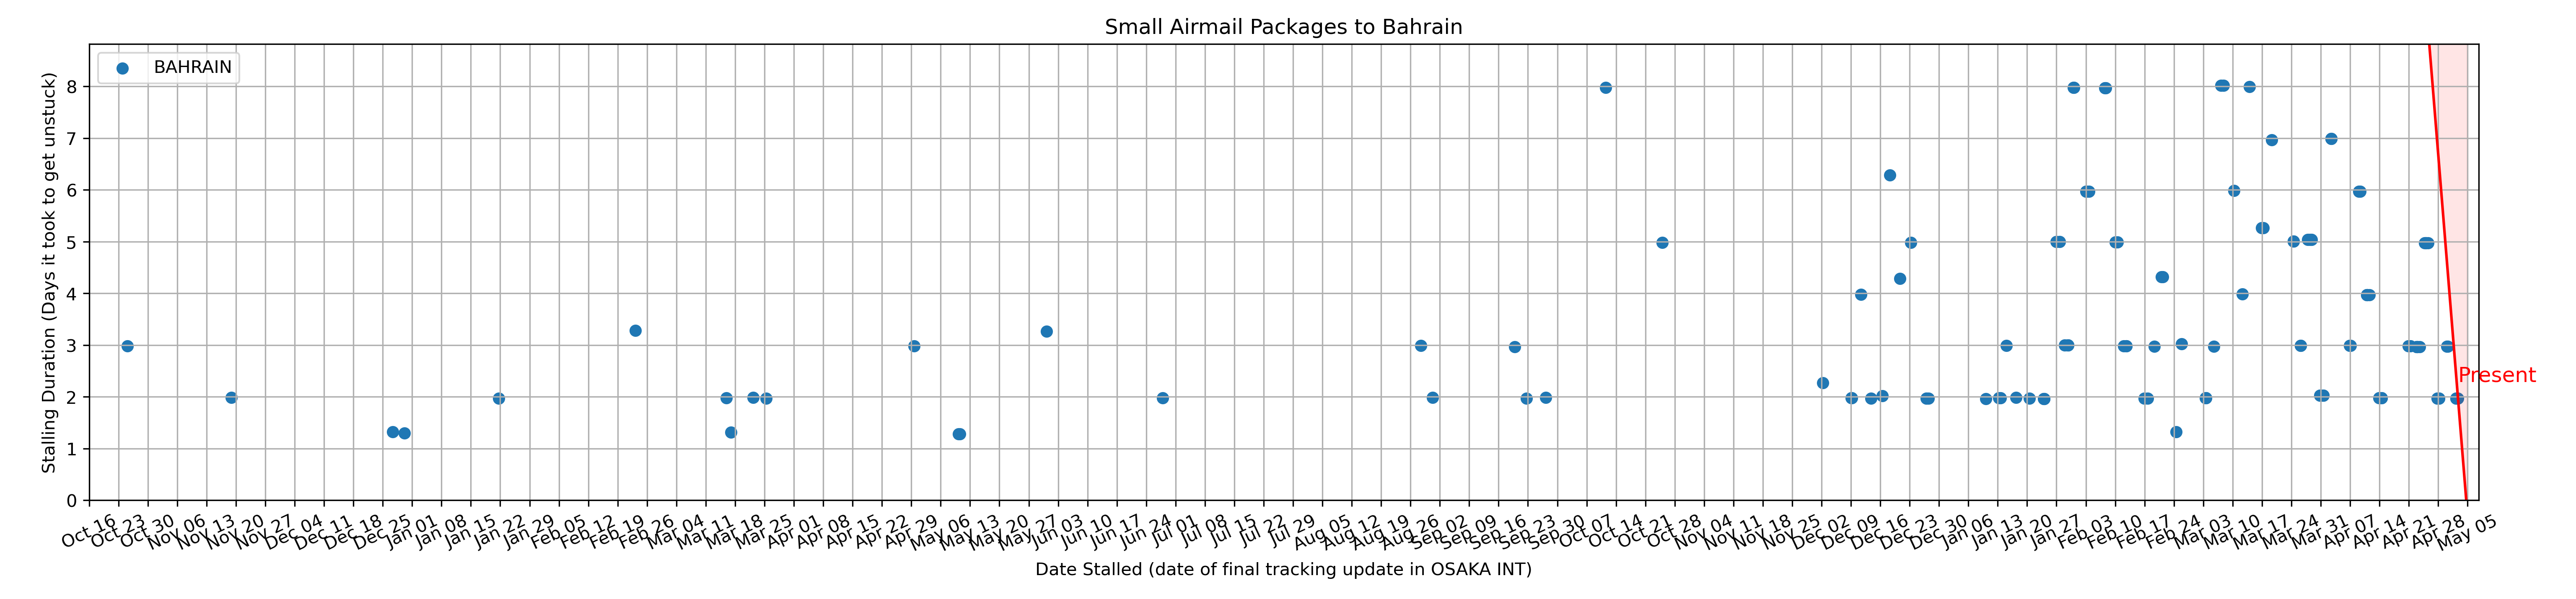 Small Airmail Packages to Bahrain
BAHRAIN
Stalling Duration (Days it took to get unstuck)
8
7
6
5
4
3
2
1
0
Present
Oct 16
Oct 23
Oct 30
Nov 06
Nov 13
Nov 20
Nov 27
Dec 04
Dec 11
Dec 18
Dec 25
Jan 01
Jan 08
Jan 15
Jan 22
Jan 29
Feb 05
Feb 12
Feb 19
Feb 26
Mar 04
Mar 11
Mar 18
Mar 25
Apr 01
Apr 08
Apr 15
Apr 22
Apr 29
May 06
May 13
May 20
May 27
Jun 03
Jun 10
Jun 17
Jun 24
Jul 01
Jul 08
Jul 15
Jul 22
Jul 29
Aug 05
Aug 12
Aug 19
Aug 26
Sep 02
Sep 09
Sep 16
Sep 23
Sep 30
Oct 07
Oct 14
Oct 21
Oct 28
Nov 04
Nov 11
Nov 18
Nov 25
Dec 02
Dec 09
Dec 16
Dec 23
Dec 30
Jan 06
Jan 13
Jan 20
Jan 27
Feb 03
Feb 10
Feb 17
Feb 24
Mar 03
Mar 10
Mar 17
Mar 24
Mar 31
Apr 07
Apr 14
Apr 21
Apr 28
May 05
Date Stalled (date of final tracking update in OSAKA INT)